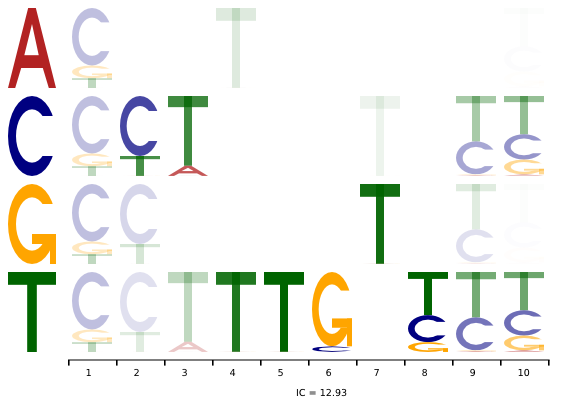 A C G T T
C C C T T T T C C G
G C G T C T T T C
T C G T C T T A T T G C T C G T C T C G
1 2 3 4 5 6 7 8 9 10
IC = 12.93